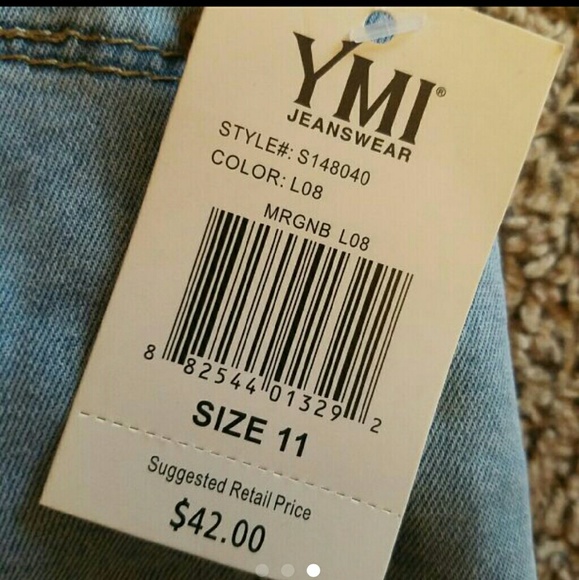 YMI®
JEANSWEAR
STYLE#: S148040
COLOR: L08
MRGNB L08
8 82544 01329 2
SIZE 11
Suggested Retail Price
$42.00